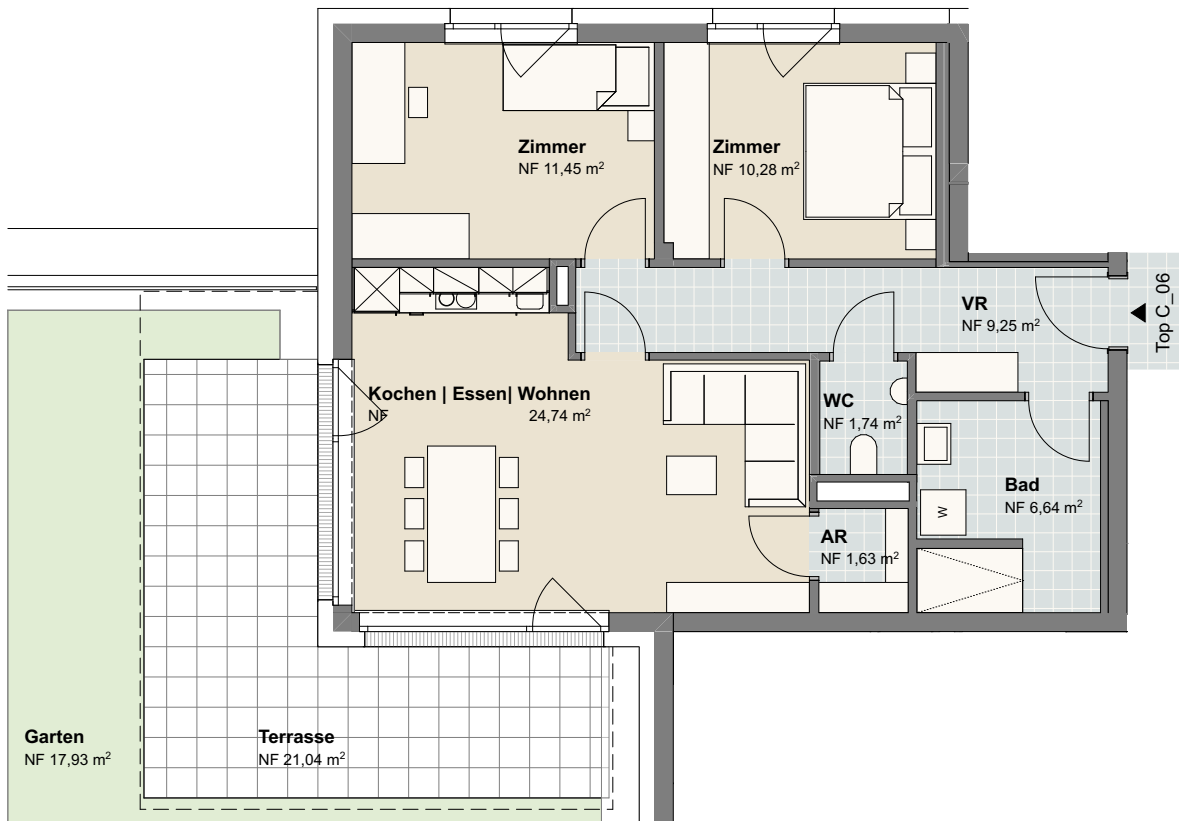 Zimmer
NF 11,45 m²
Zimmer
NF 10,28 m²
VR
NF 9,25 m²
Top C_06
Kochen | Essen| Wohnen
NF 24,74 m²
WC
NF 1,74 m²
Bad
NF 6,64 m²
W
AR
NF 1,63 m²
Garten
NF 17,93 m²
Terrasse
NF 21,04 m²